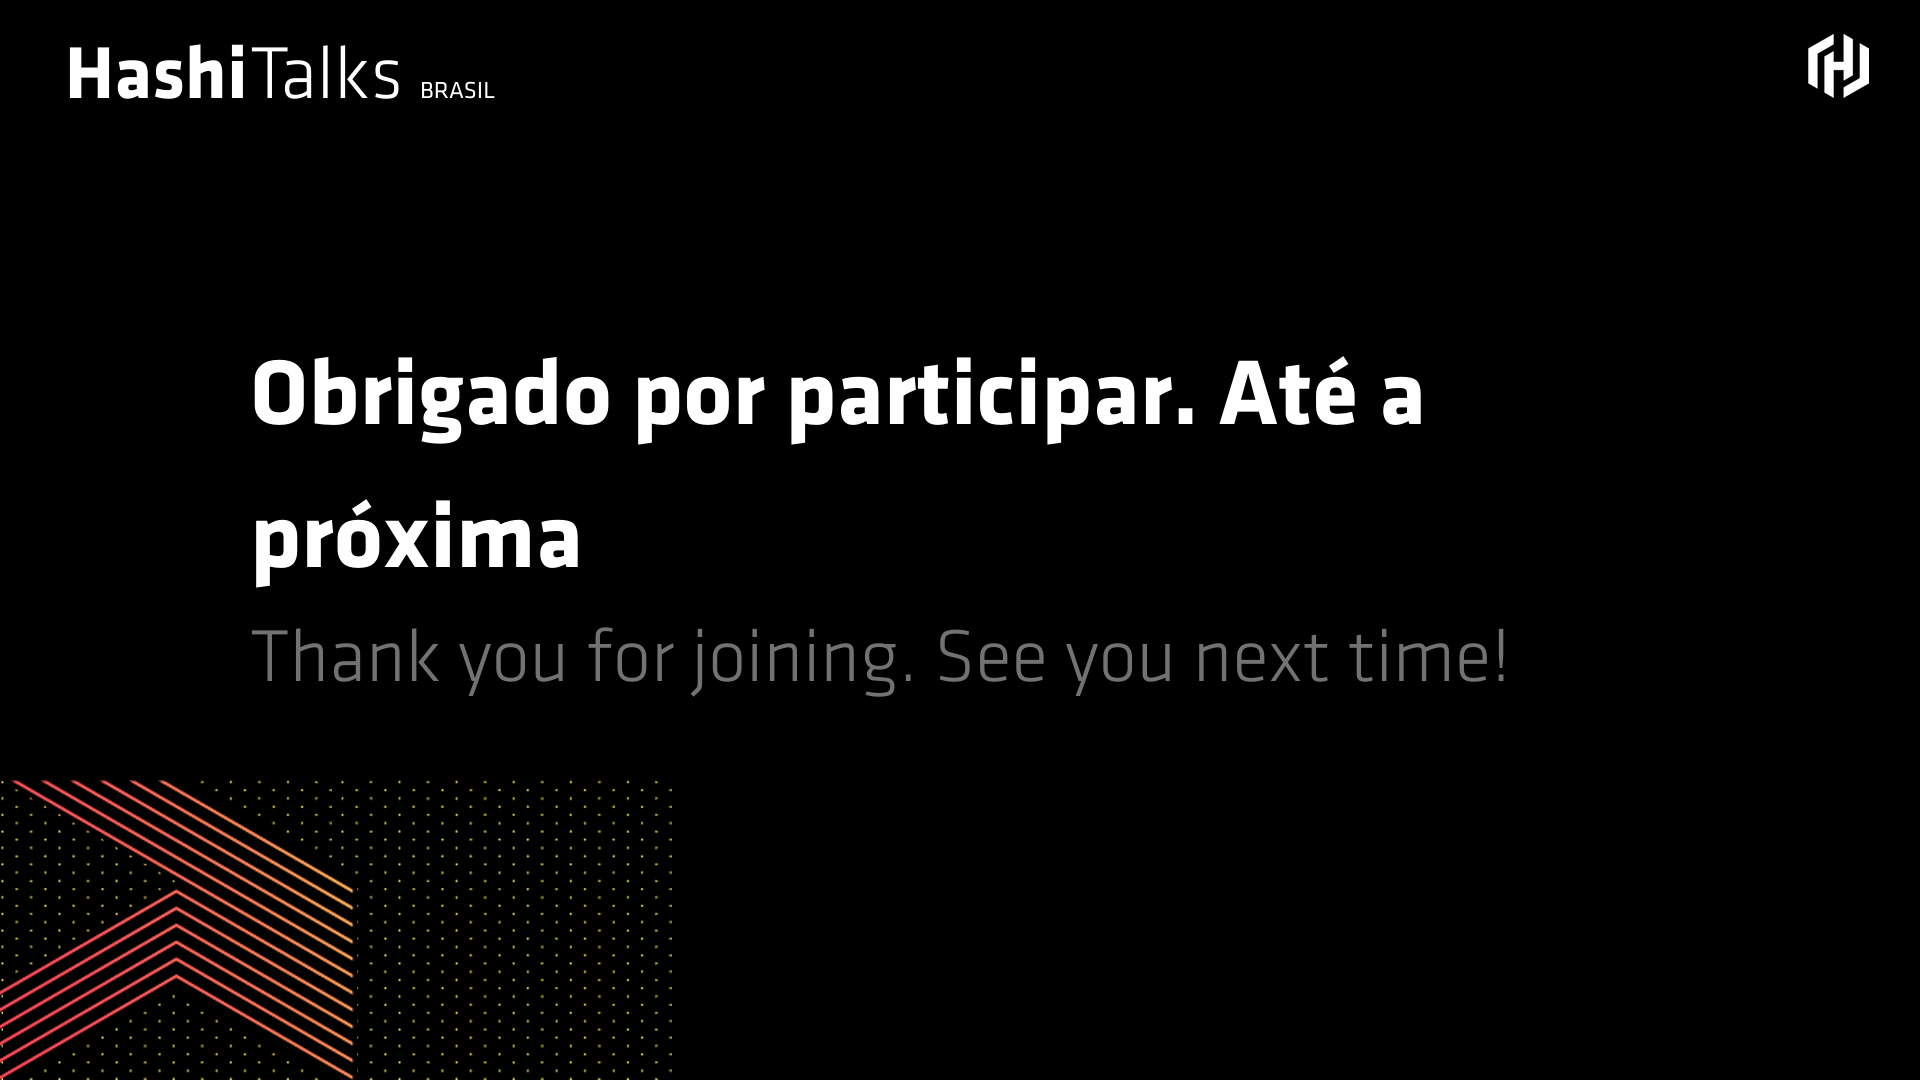 HashiTalks BRASIL
Obrigado por participar. Até a
próxima
Thank you for joining. See you next time!